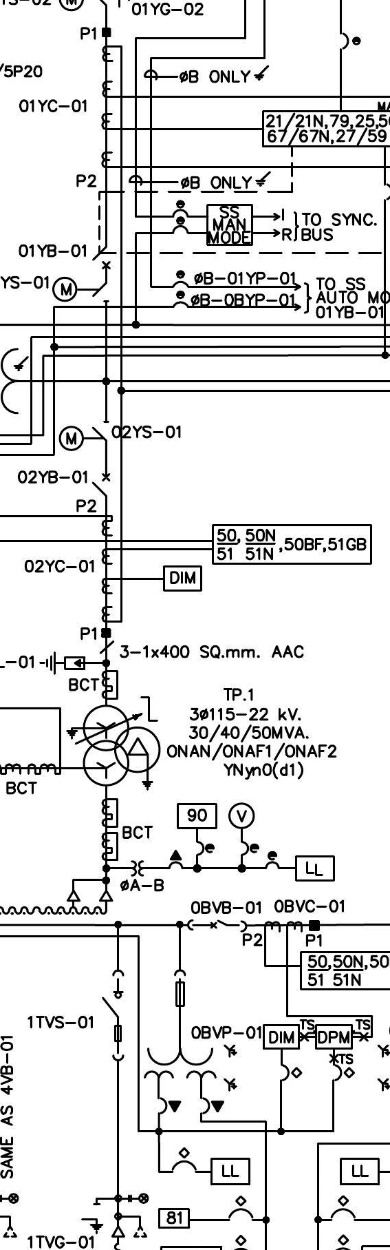 01YG-02
P1
/5P20
øB ONLY
01YC-01
21/21N,79,25,50
67/67N,27/59
P2
øB ONLY
SS
MAN
MODE
I
R
TO SYNC.
BUS
01YB-01
YS-01
M
øB-01YP-01
øB-0BYP-01
TO SS
AUTO MO
01YB-01
M
02YS-01
02YB-01
P2
50, 50N ,50BF,51GB
51 51N
02YC-01
DIM
P1
3-1x400 SQ.mm. AAC
L-01
BCT
TP.1
3ø115-22 kV.
30/40/50MVA.
ONAN/ONAF1/ONAF2
YNyn0(d1)
BCT
BCT
90
V
LL
øA-B
0BVB-01
0BVC-01
P2
P1
50,50N,50
51 51N
1TVS-01
0BVP-01
DIM
TS
DPM
TS
TS
SAME AS 4VB-01
LL
LL
81
1TVG-01